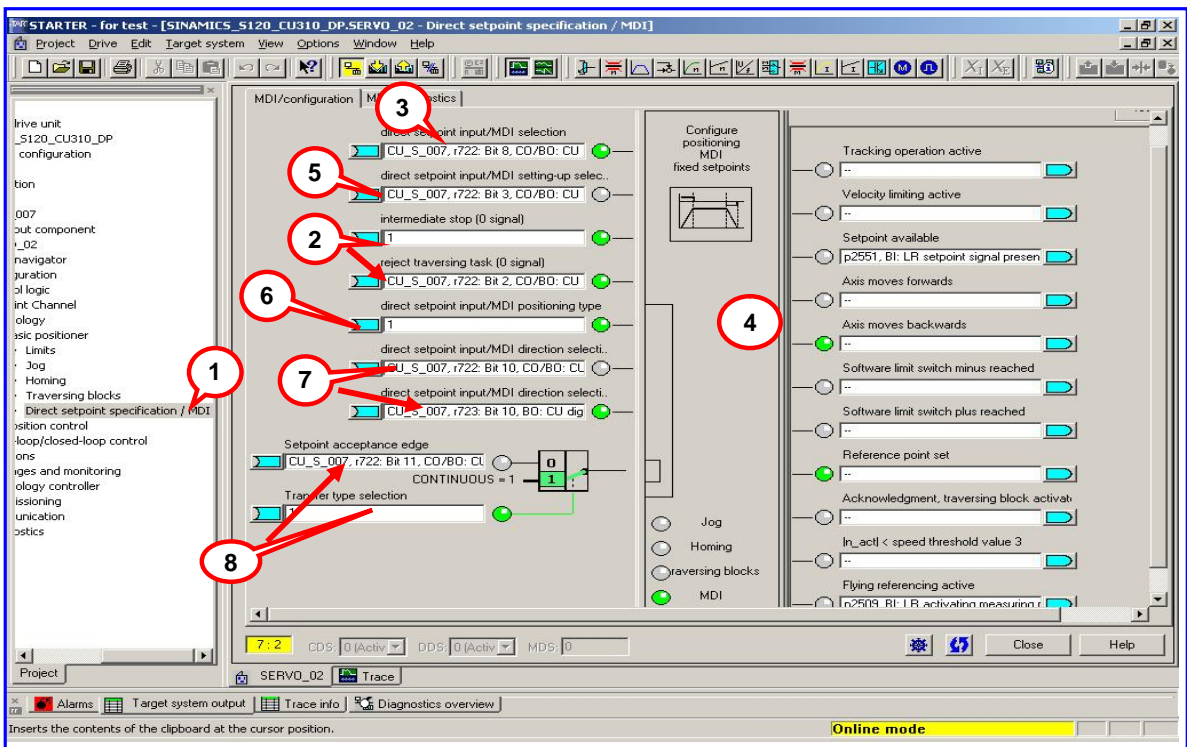 STARTER - for test - [SINAMICS_S120_CU310_DP.SERVO_02 - Direct setpoint specification / MDI]
Project Drive Edit Target system View Options Window Help
MDI/configuration
3
drive unit
_S120_CU310_DP
configuration
007
_02
navigator
Limits
Jog
Homing
Traversing blocks
Direct setpoint specification / MDI
1
sition control
-loop/closed-loop control
ons
ges and monitoring
ology controller
issioning
unication
ostics
Project
direct setpoint input/MDI selection
CU_S_007, r722: Bit 8, CO/BO: CU
5
direct setpoint input/MDI setting-up selec..
CU_S_007, r722: Bit 3, CO/BO: CU
2
intermediate stop (0 signal)
1
reject traversing task (0 signal)
CU_S_007, r722: Bit 2, CO/BO: CU
6
direct setpoint input/MDI positioning type
1
7
direct setpoint input/MDI direction selecti..
CU_S_007, r722: Bit 10, CO/BO: CU
direct setpoint input/MDI direction selecti..
CU_S_007, r723: Bit 10, BO: CU dig
Setpoint acceptance edge
CU_S_007, r722: Bit 11, CO/BO: CU
0
CONTINUOUS = 1
1
Transfer type selection
8
Configure
positioning
MDI
fixed setpoints
4
Jog
Homing
raversing blocks
MDI
Tracking operation active
--
Velocity limiting active
--
Setpoint available
p2551, BI: LR setpoint signal presen
Axis moves forwards
--
Axis moves backwards
--
Software limit switch minus reached
--
Software limit switch plus reached
--
Reference point set
--
Acknowledgment, traversing block activat
--
|n_act| < speed threshold value 3
--
Flying referencing active
p2509, BI: LR activating measuring
7 : 2 CDS: 0 (Activ DDS: 0 (Activ MDS: 0
Close Help
SERVO_02 Trace
Alarms Target system output Trace info Diagnostics overview
Inserts the contents of the clipboard at the cursor position.
Online mode